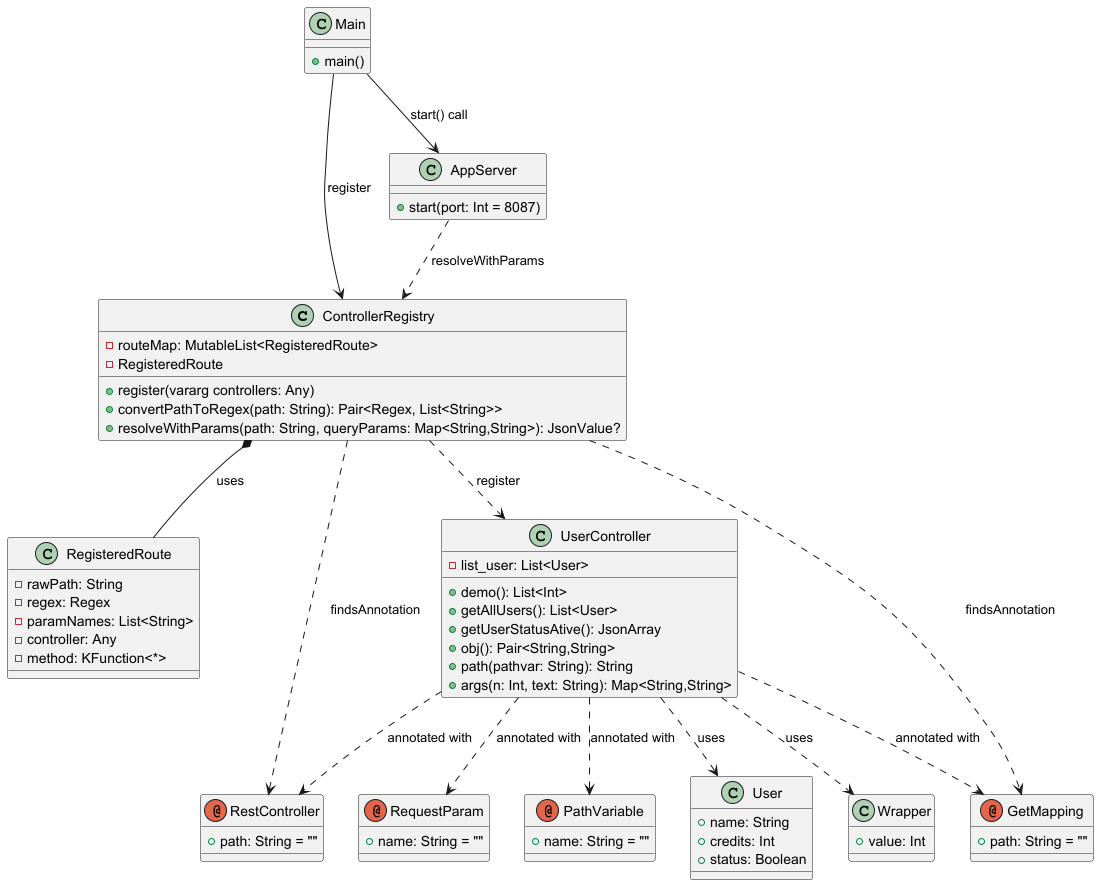 C Main
+ main()
start() call
register
C AppServer
start(port: Int = 8087)
resolveWithParams
C ControllerRegistry
routeMap: MutableList<RegisteredRoute>
RegisteredRoute
register(vararg controllers: Any)
convertPathToRegex(path: String): Pair<Regex, List<String>>
resolveWithParams(path: String, queryParams: Map<String,String>): JsonValue?
uses
register
C RegisteredRoute
rawPath: String
regex: Regex
paramNames: List<String>
controller: Any
method: KFunction<*>
C UserController
list_user: List<User>
demo(): List<Int>
getAllUsers(): List<User>
getUserStatusAtive(): JsonArray
obj(): Pair<String,String>
path(pathvar: String): String
args(n: Int, text: String): Map<String,String>
findsAnnotation
findsAnnotation
annotated with
annotated with
annotated with
uses
uses
annotated with
@ RestController
path: String = ""
@ RequestParam
name: String = ""
@ PathVariable
name: String = ""
C User
name: String
credits: Int
status: Boolean
C Wrapper
value: Int
@ GetMapping
path: String = ""